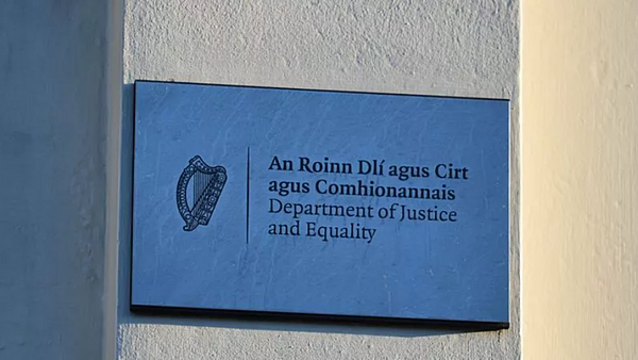 An Roinn Dlí agus Cirt
agus Comhionannais
Department of Justice
and Equality